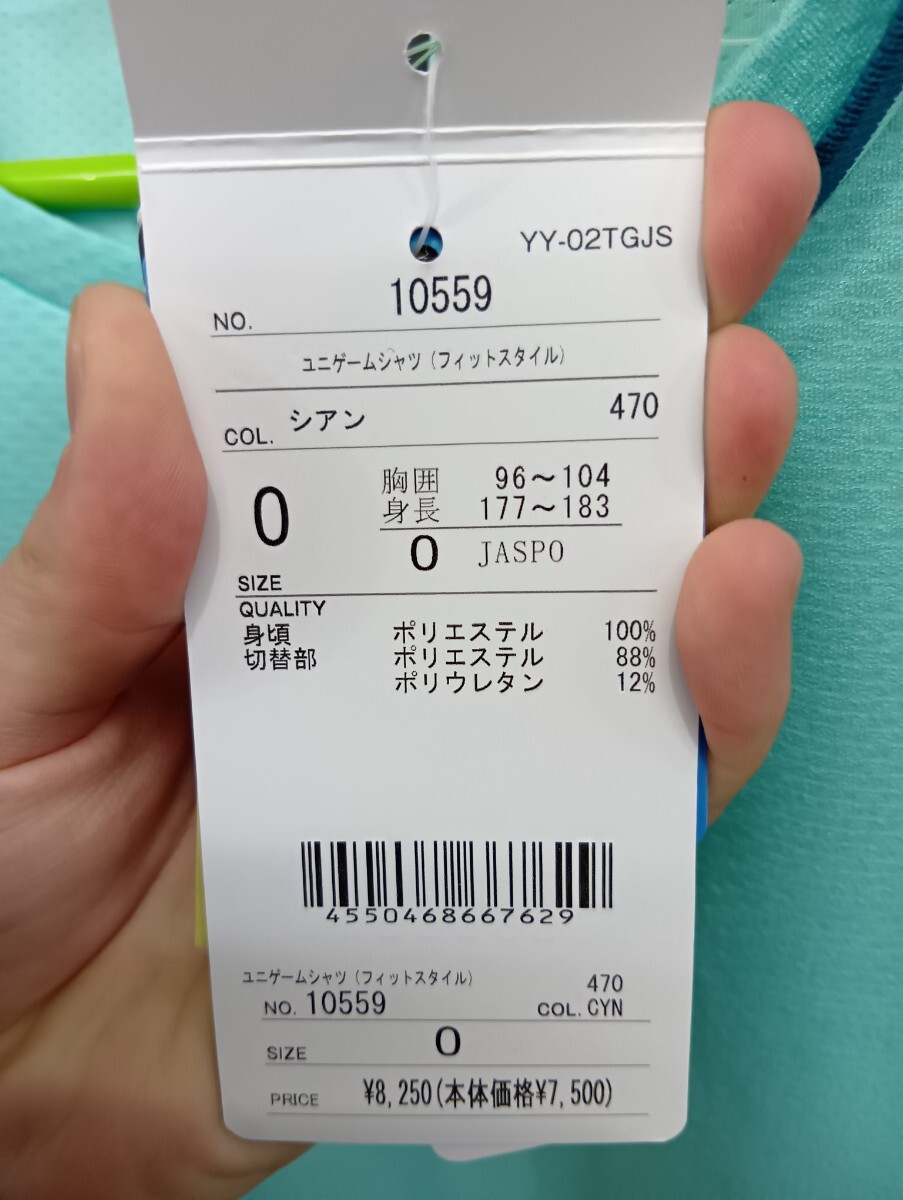 YY-02TGJS
NO. 10559
ユニゲームシャツ(フィットスタイル)
COL. シアン 470
0 胸囲 96~104
身長 177~183
0 JASPO
SIZE
QUALITY
身頃 ポリエステル 100%
切替部 ポリエステル 88%
ポリウレタン 12%
4550468667629
ユニゲームシャツ(フィットスタイル) 470
NO. 10559 COL. CYN
SIZE 0
PRICE ¥8,250(本体価格¥7,500)